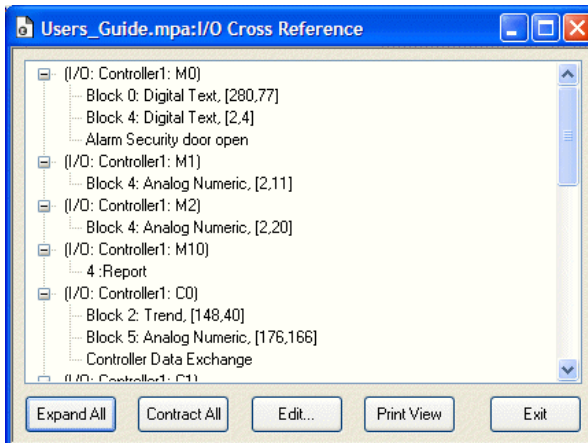 Users_Guide.mpa:I/O Cross Reference
(I/O: Controller1: M0)
Block 0: Digital Text, [280,77]
Block 4: Digital Text, [2,4]
Alarm Security door open
(I/O: Controller1: M1)
Block 4: Analog Numeric, [2,11]
(I/O: Controller1: M2)
Block 4: Analog Numeric, [2,20]
(I/O: Controller1: M10)
4 :Report
(I/O: Controller1: C0)
Block 2: Trend, [148,40]
Block 5: Analog Numeric, [176,166]
Controller Data Exchange
(I/O: Controller1: C1)
Expand All Contract All Edit... Print View Exit